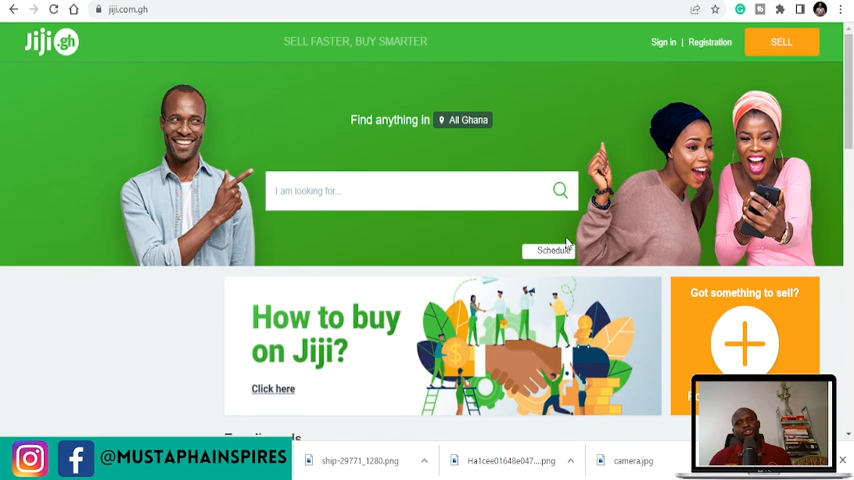 jiji.com.gh
Jiji .gh
SELL FASTER, BUY SMARTER
Sign in | Registration
SELL
Find anything in All Ghana
I am looking for...
Schedule
How to buy
on Jiji?
Click here
Got something to sell?
@MUSTAPHAINSPIRES
ship-29771_1280.png
Ha1cee01648e047....png
camera.jpg